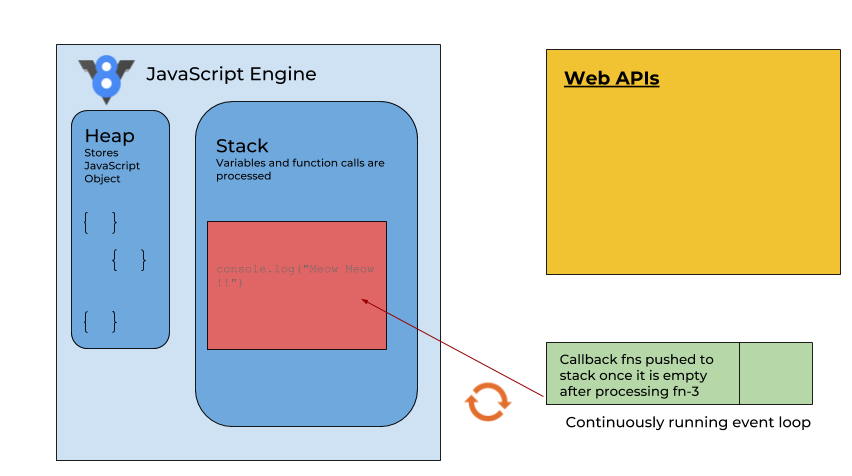 JavaScript Engine
Heap
Stores
JavaScript
Object
{ }
{ }
{ }
Stack
Variables and function calls are
processed
console.log("Meow Meow
!!")
Web APIs
Callback fns pushed to
stack once it is empty
after processing fn-3
Continuously running event loop